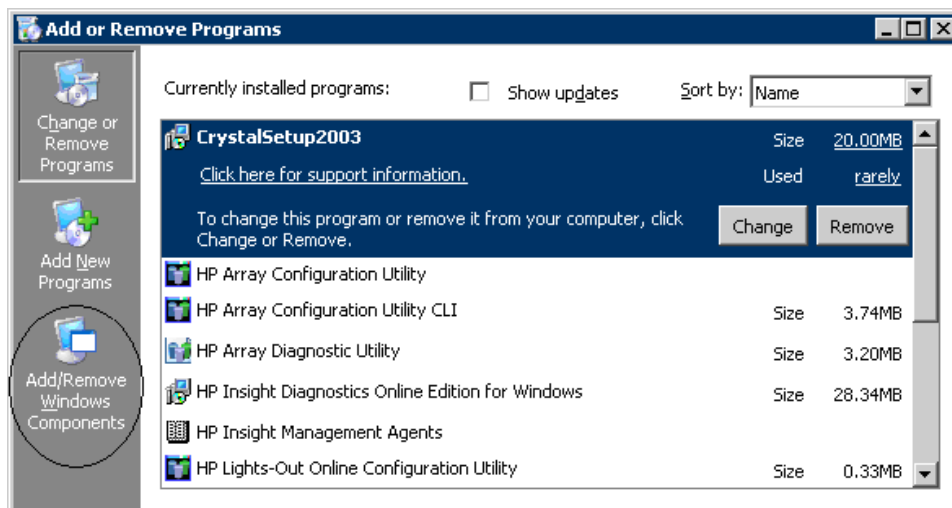 Add or Remove Programs
Change or
Remove
Programs
Add New
Programs
Add/Remove
Windows
Components
Currently installed programs:
Show updates
Sort by: Name
CrystalSetup2003 Size 20.00MB
Click here for support information. Used rarely
To change this program or remove it from your computer, click
Change or Remove.
Change Remove
HP Array Configuration Utility
HP Array Configuration Utility CLI Size 3.74MB
HP Array Diagnostic Utility Size 3.20MB
HP Insight Diagnostics Online Edition for Windows Size 28.34MB
HP Insight Management Agents
HP Lights-Out Online Configuration Utility Size 0.33MB